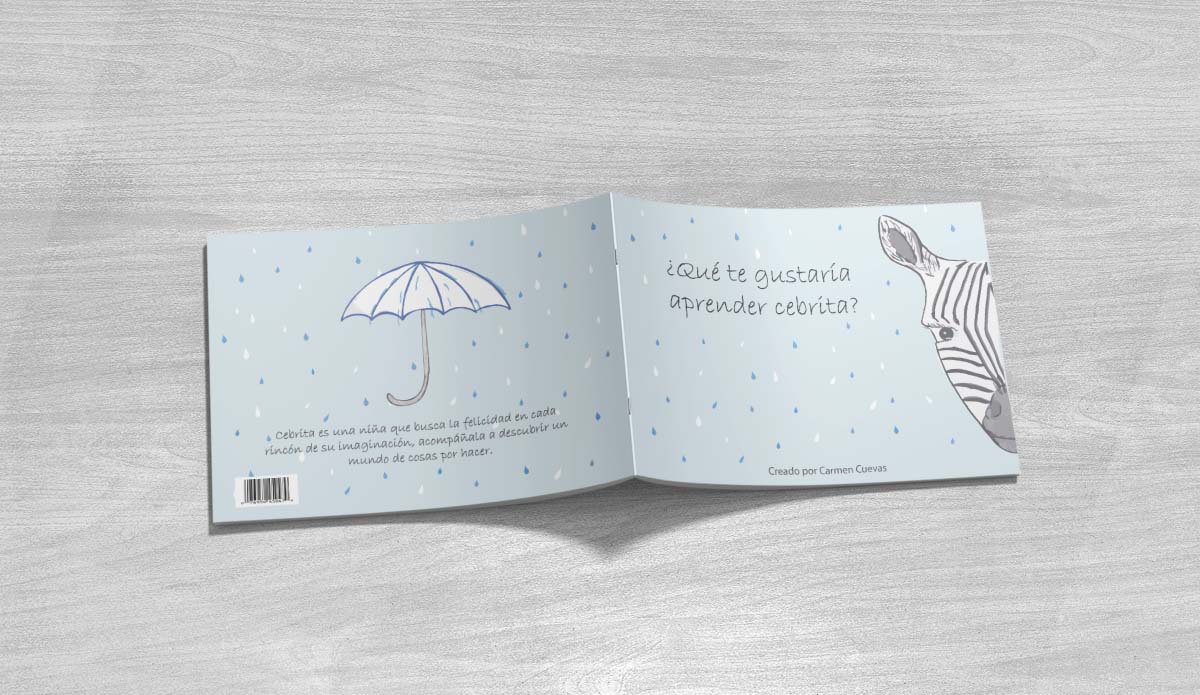 Cebrita es una niña que busca la felicidad en cada
rincón de su imaginación, acompáñala a descubrir un
mundo de cosas por hacer.
¿Qué te gustaría
aprender cebrita?
Creado por Carmen Cuevas